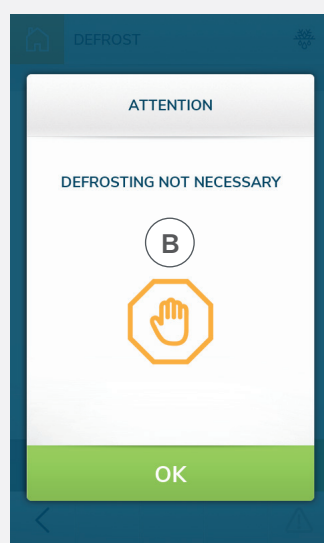 DEFROST
ATTENTION
DEFROSTING NOT NECESSARY
B
OK